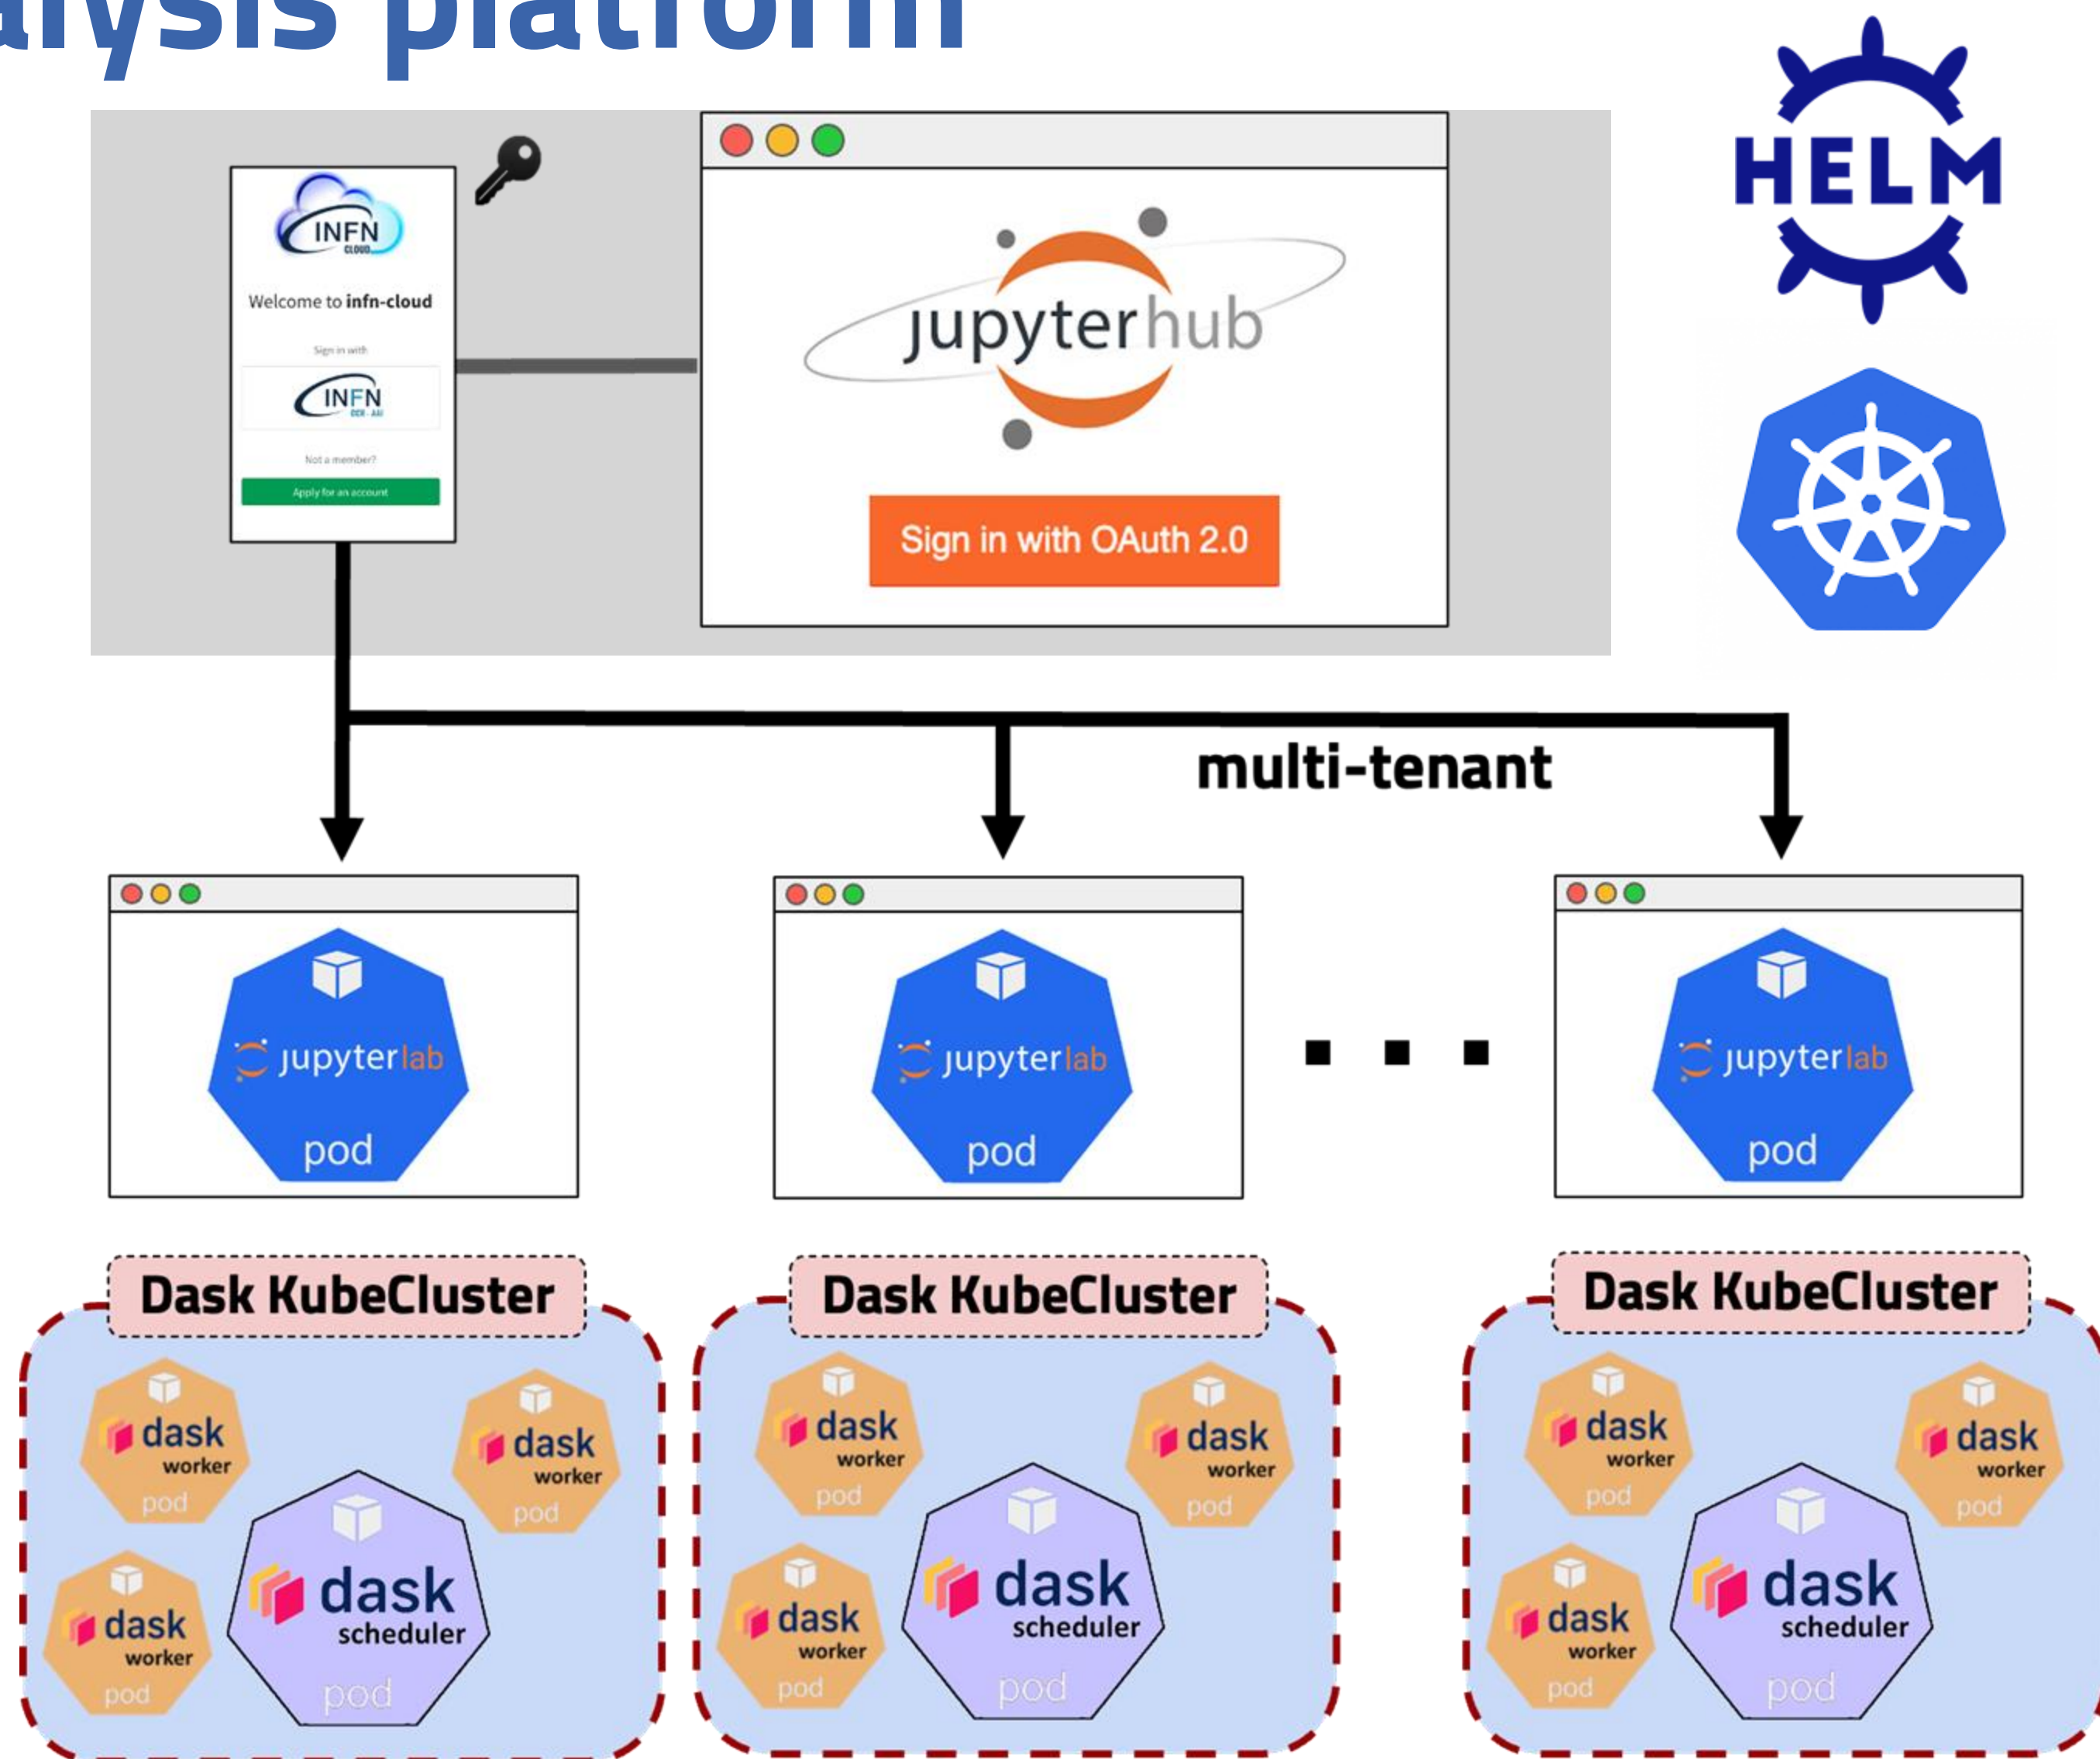 alysis platform
INFN
CLOUD
Welcome to infn-cloud
Sign in with
INFN
CCR - AAI
Not a member?
Apply for an account
jupyterhub
Sign in with OAuth 2.0
HELM
multi-tenant
jupyterlab
pod
jupyterlab
pod
jupyterlab
pod
Dask KubeCluster
dask
worker
pod
dask
worker
pod
dask
worker
pod
dask
scheduler
pod
Dask KubeCluster
dask
worker
pod
dask
worker
pod
dask
worker
pod
dask
scheduler
pod
Dask KubeCluster
dask
worker
pod
dask
worker
pod
dask
worker
pod
dask
scheduler
pod